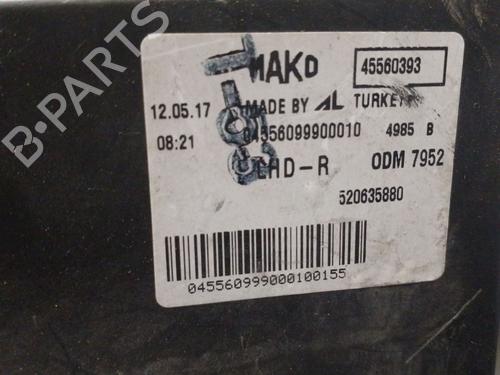 MAKO
45560393
12.05.17
MADE BY AL TURKEY
08:21
04556099900010
4985 B
LHD-R
ODM 7952
520635880
045560999000100155
B-PARTS